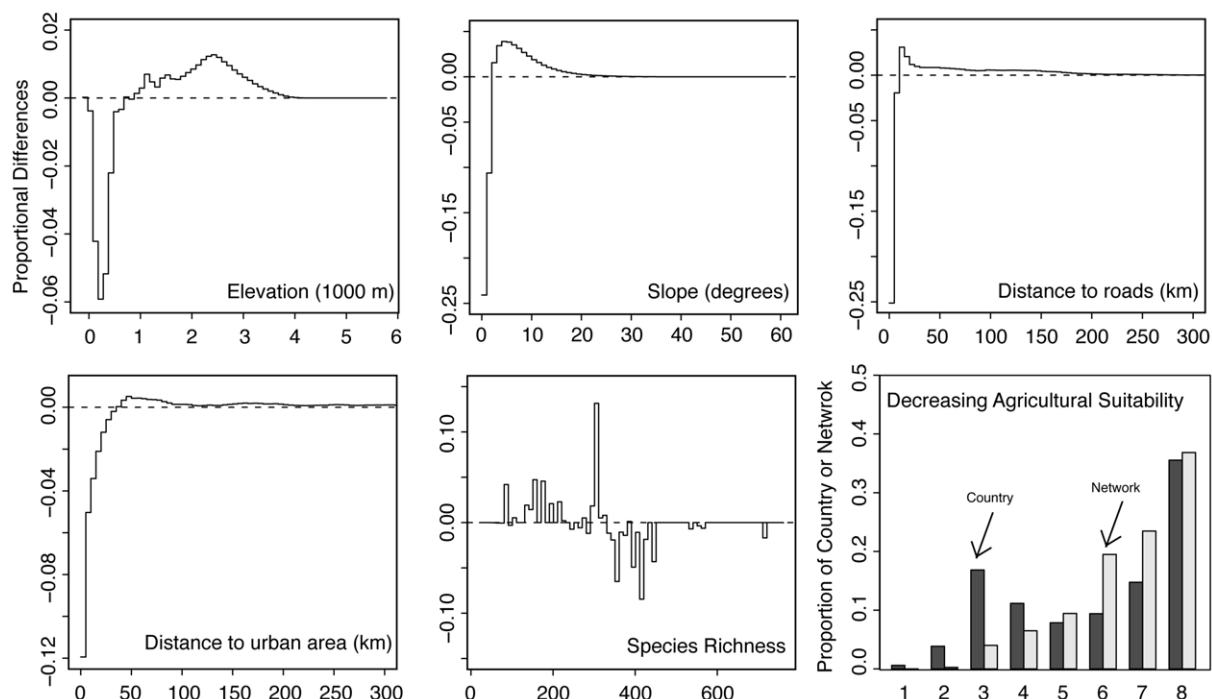 Proportional Differences
0.02
0.00
−0.02
−0.04
−0.06
Elevation (1000 m)
0 1 2 3 4 5 6
0.00
−0.05
−0.15
−0.25
Slope (degrees)
0 10 20 30 40 50 60
0.00
−0.05
−0.15
−0.25
Distance to roads (km)
0 50 100 150 200 250 300
0.00
−0.04
−0.08
−0.12
Distance to urban area (km)
0 50 100 150 200 250 300
0.10
0.00
−0.10
Species Richness
0 200 400 600
Proportion of Country or Netwrok
0.5
0.4
0.3
0.2
0.1
0.0
Decreasing Agricultural Suitability
Country
Network
1 2 3 4 5 6 7 8